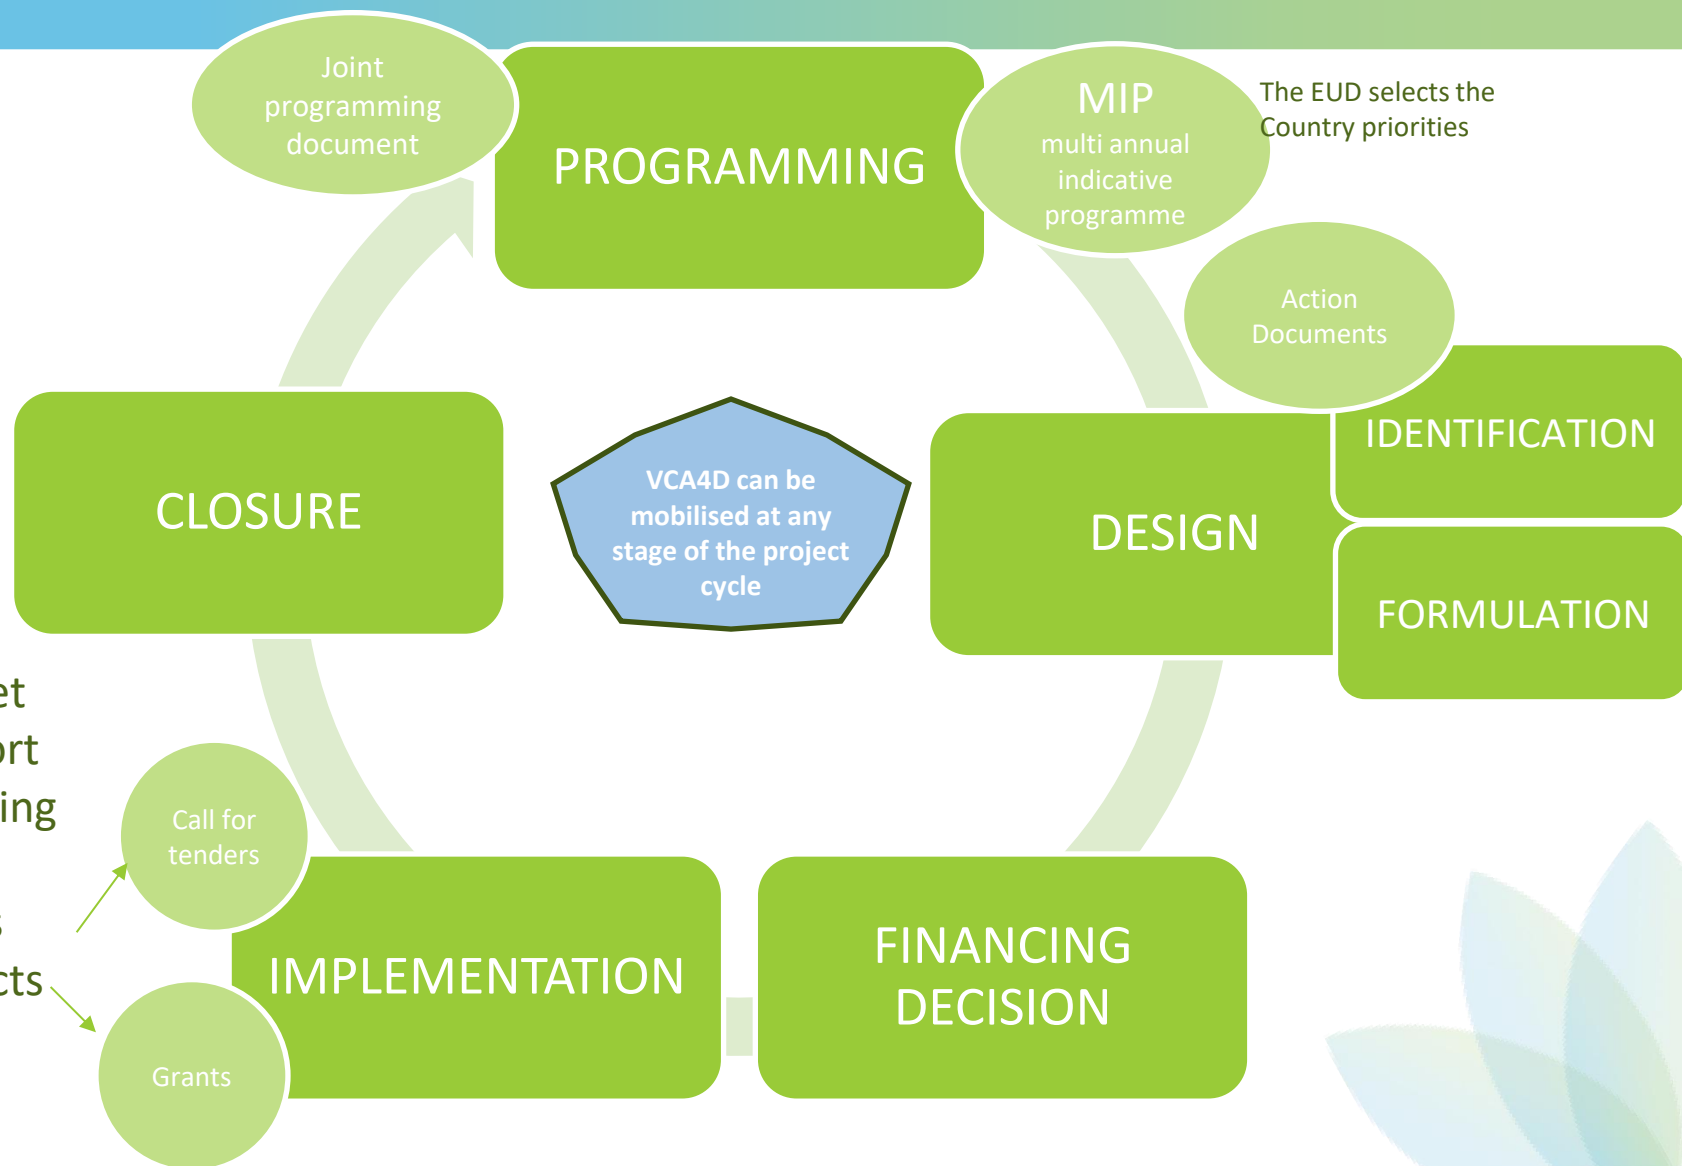 Joint
programming
document
PROGRAMMING
MIP
multi annual
indicative
programme
The EUD selects the
Country priorities
Action
Documents
IDENTIFICATION
DESIGN
FORMULATION
VCA4D can be
mobilised at any
stage of the project
cycle
CLOSURE
Call for
tenders
IMPLEMENTATION
Grants
FINANCING
DECISION